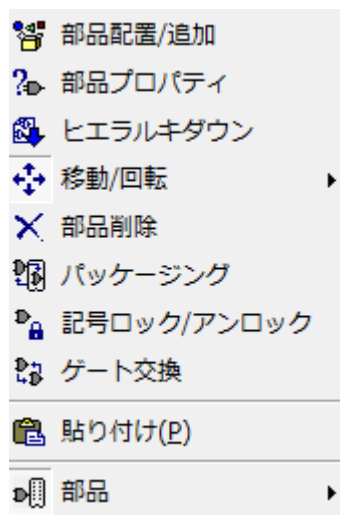 部品配置/追加
部品プロパティ
ヒエラルキダウン
移動/回転
部品削除
パッケージング
記号ロック/アンロック
ゲート交換
貼り付け(P)
部品